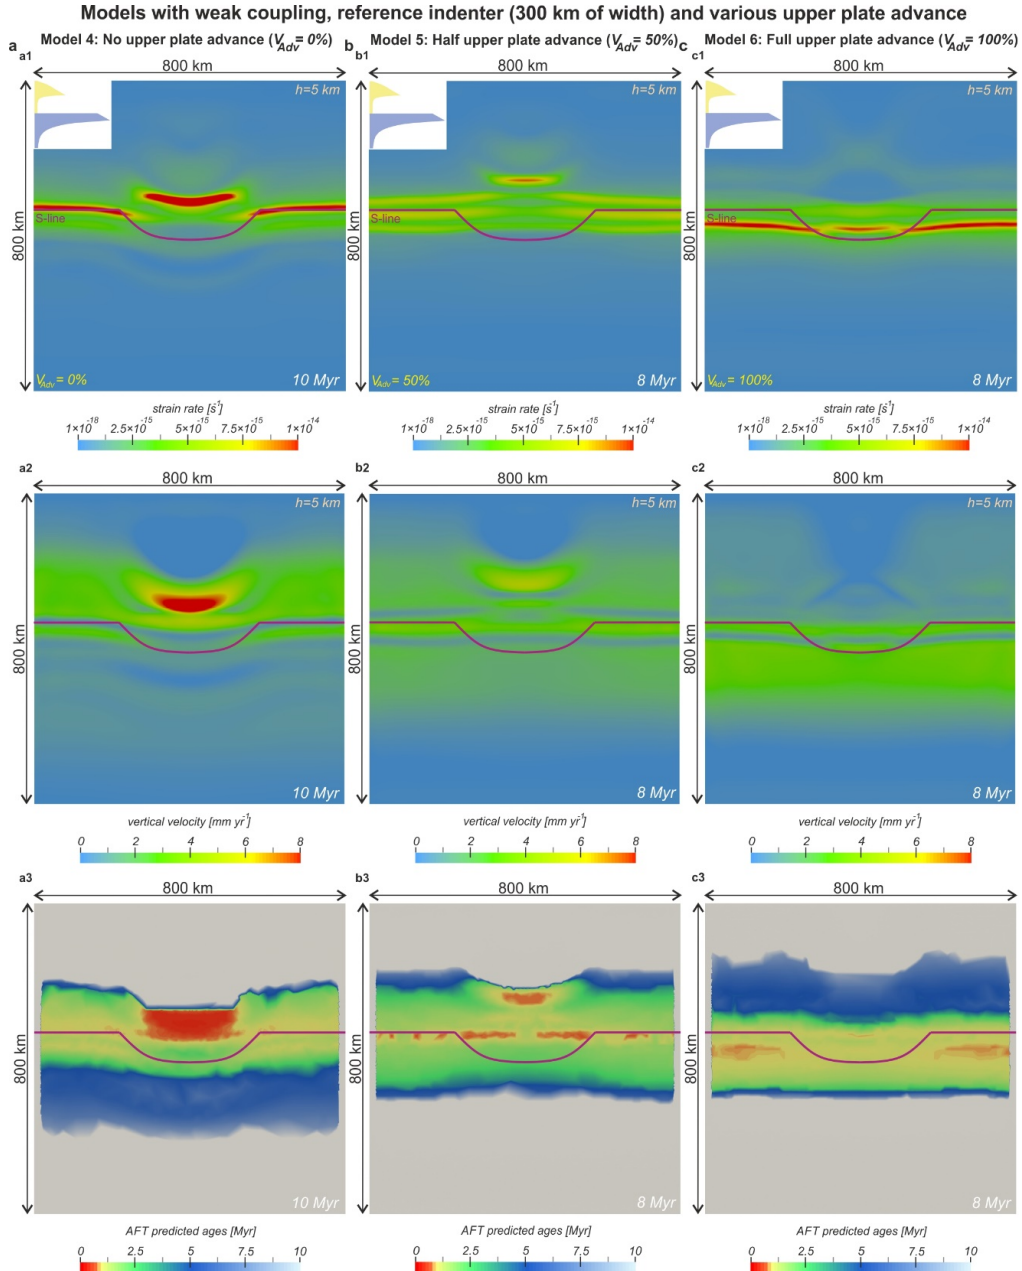 Models with weak coupling, reference indenter (300 km of width) and various upper plate advance
a Model 4: No upper plate advance (VAdv= 0%) b Model 5: Half upper plate advance (VAdv= 50%) c Model 6: Full upper plate advance (VAdv= 100%)
a1 b1 c1
800 km 800 km 800 km
h=5 km h=5 km h=5 km
800 km 800 km 800 km
S-line S-line S-line
VAdv= 0% 10 Myr VAdv= 50% 8 Myr VAdv= 100% 8 Myr
strain rate [s-1] strain rate [s-1] strain rate [s-1]
1×10-18 2.5×10-15 5×10-15 7.5×10-15 1×10-14 1×10-18 2.5×10-15 5×10-15 7.5×10-15 1×10-14 1×10-18 2.5×10-15 5×10-15 7.5×10-15 1×10-14
a2 b2 c2
800 km 800 km 800 km
h=5 km h=5 km h=5 km
800 km 800 km 800 km
10 Myr 8 Myr 8 Myr
vertical velocity [mm yr-1] vertical velocity [mm yr-1] vertical velocity [mm yr-1]
0 2 4 6 8 0 2 4 6 8 0 2 4 6 8
a3 b3 c3
800 km 800 km 800 km
800 km 800 km 800 km
10 Myr 8 Myr 8 Myr
AFT predicted ages [Myr] AFT predicted ages [Myr] AFT predicted ages [Myr]
0 2.5 5 7.5 10 0 2.5 5 7.5 10 0 2.5 5 7.5 10